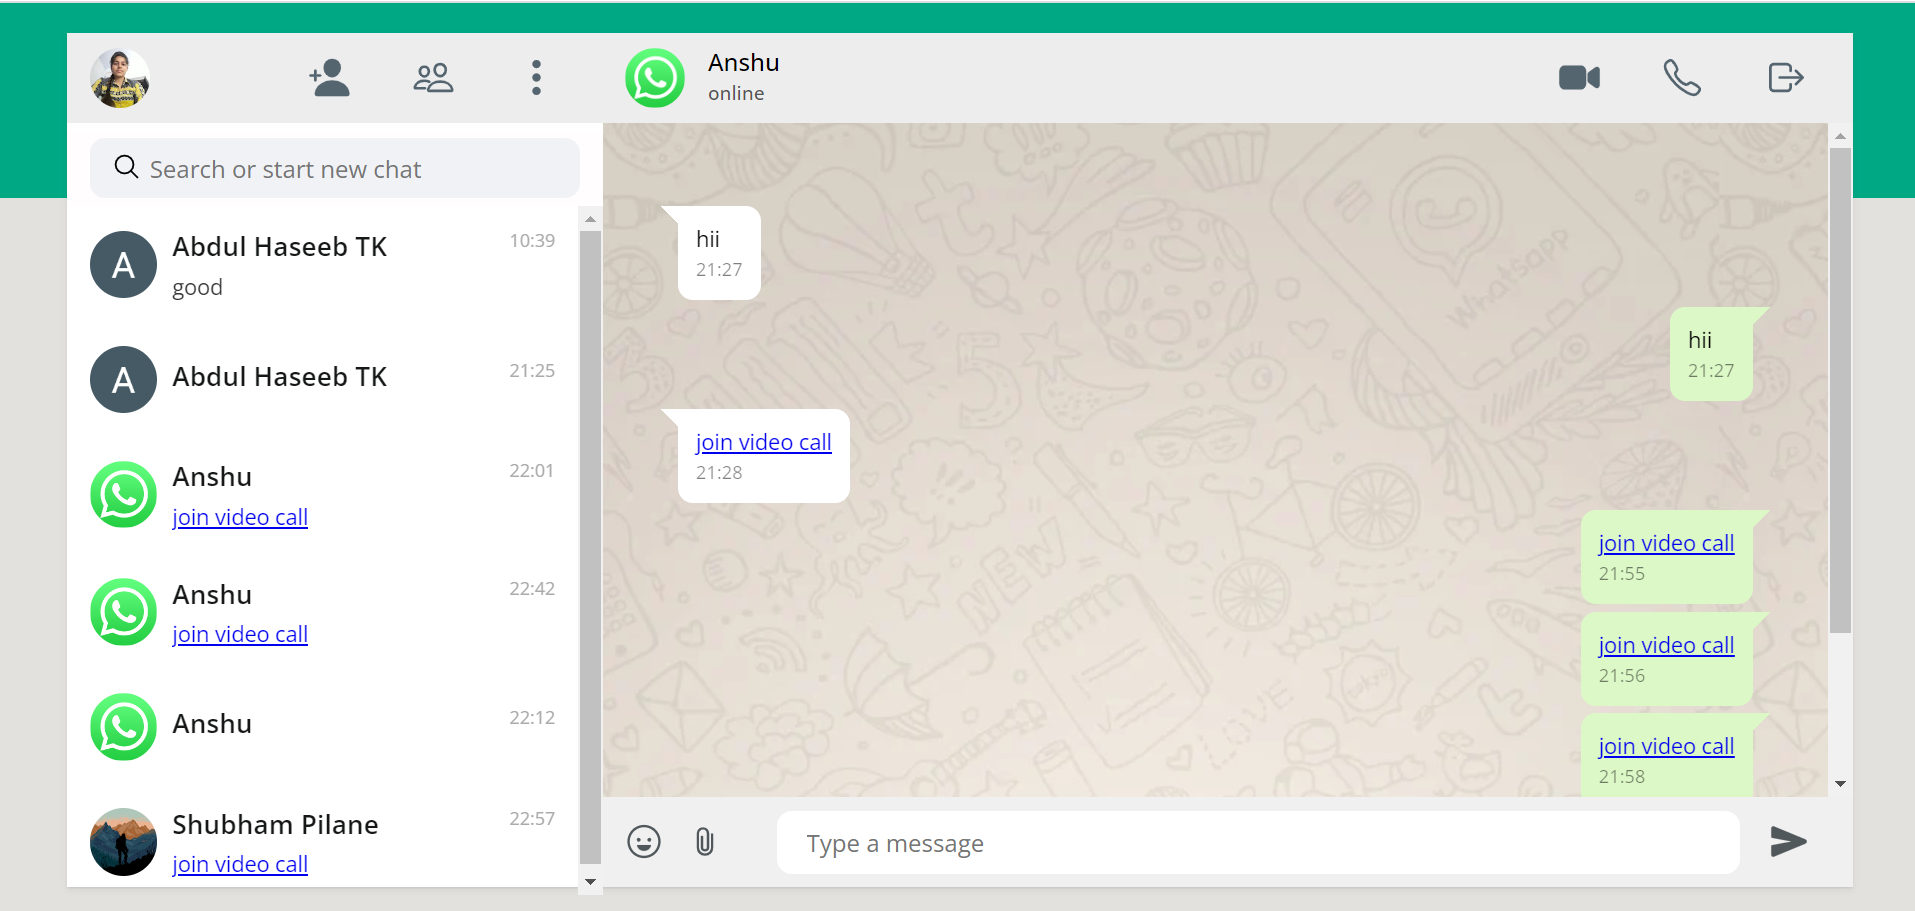 Anshu
online
Search or start new chat
A
Abdul Haseeb TK
10:39
good
A
Abdul Haseeb TK
21:25
Anshu
22:01
join video call
Anshu
22:42
join video call
Anshu
22:12
Shubham Pilane
22:57
join video call
hii
21:27
hii
21:27
join video call
21:28
join video call
21:55
join video call
21:56
join video call
21:58
Whatsapp
NEW
LOVE
Type a message